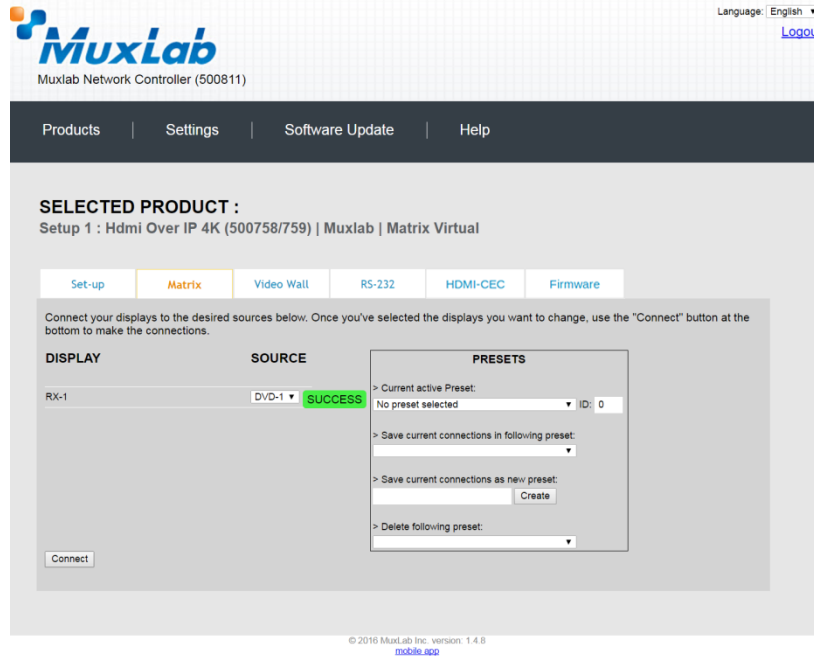 Language: English
Logou
MuxLab
Muxlab Network Controller (500811)
Products | Settings | Software Update | Help
SELECTED PRODUCT :
Setup 1 : Hdmi Over IP 4K (500758/759) | Muxlab | Matrix Virtual
Set-up Matrix Video Wall RS-232 HDMI-CEC Firmware
Connect your displays to the desired sources below. Once you've selected the displays you want to change, use the "Connect" button at the
bottom to make the connections.
DISPLAY SOURCE PRESETS
> Current active Preset:
RX-1 DVD-1 SUCCESS No preset selected ID: 0
> Save current connections in following preset:
> Save current connections as new preset:
Create
> Delete following preset:
Connect
© 2016 MuxLab Inc. version: 1.4.8
mobile app